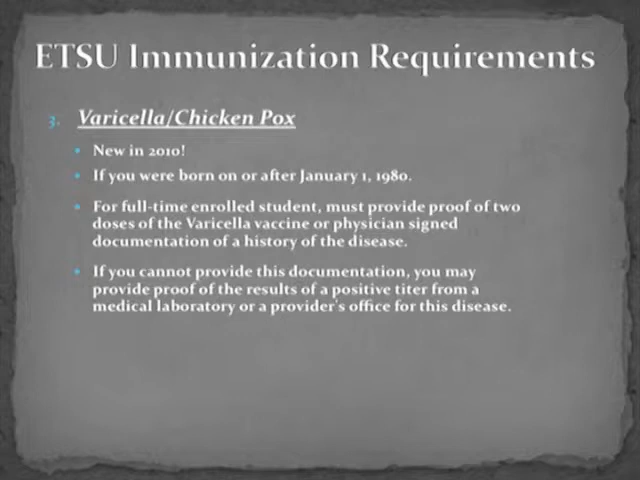 ETSU Immunization Requirements
3. Varicella/Chicken Pox
• New in 2010!
• If you were born on or after January 1, 1980.
• For full-time enrolled student, must provide proof of two
doses of the Varicella vaccine or physician signed
documentation of a history of the disease.
• If you cannot provide this documentation, you may
provide proof of the results of a positive titer from a
medical laboratory or a provider's office for this disease.